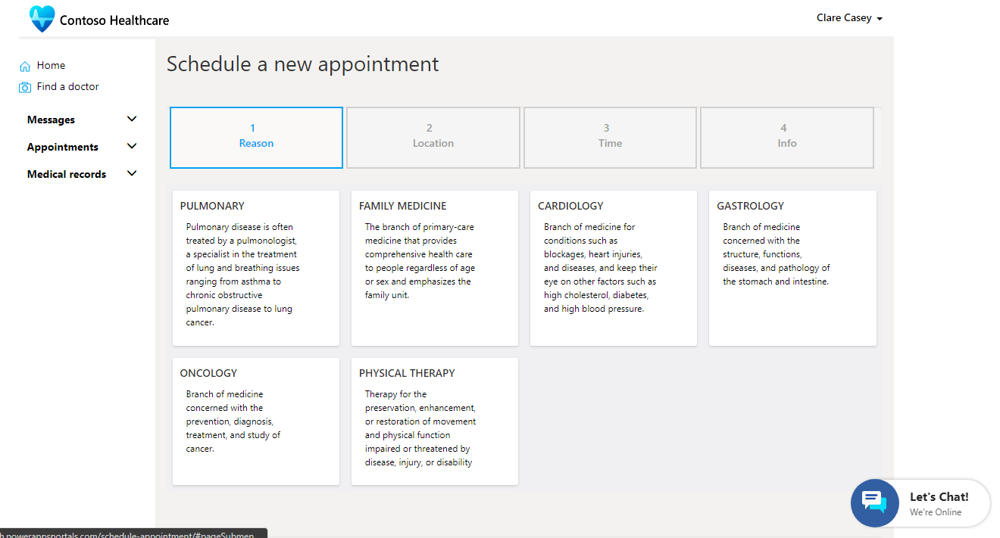 Contoso Healthcare
Clare Casey
Home
Find a doctor
Messages
Appointments
Medical records
Schedule a new appointment
1
Reason
2
Location
3
Time
4
Info
PULMONARY
Pulmonary disease is often
treated by a pulmonologist,
a specialist in the treatment
of lung and breathing issues
ranging from asthma to
chronic obstructive
pulmonary disease to lung
cancer.
FAMILY MEDICINE
The branch of primary-care
medicine that provides
comprehensive health care
to people regardless of age
or sex and emphasizes the
family unit.
CARDIOLOGY
Branch of medicine for
conditions such as
blockages, heart injuries,
and diseases, and keep their
eye on other factors such as
high cholesterol, diabetes,
and high blood pressure.
GASTROLOGY
Branch of medicine
concerned with the
structure, functions,
diseases, and pathology of
the stomach and intestine.
ONCOLOGY
Branch of medicine
concerned with the
prevention, diagnosis,
treatment, and study of
cancer.
PHYSICAL THERAPY
Therapy for the
preservation, enhancement,
or restoration of movement
and physical function
impaired or threatened by
disease, injury, or disability
Let's Chat!
We're Online
h.powerappsportals.com/schedule-appointment/#pageSubmen